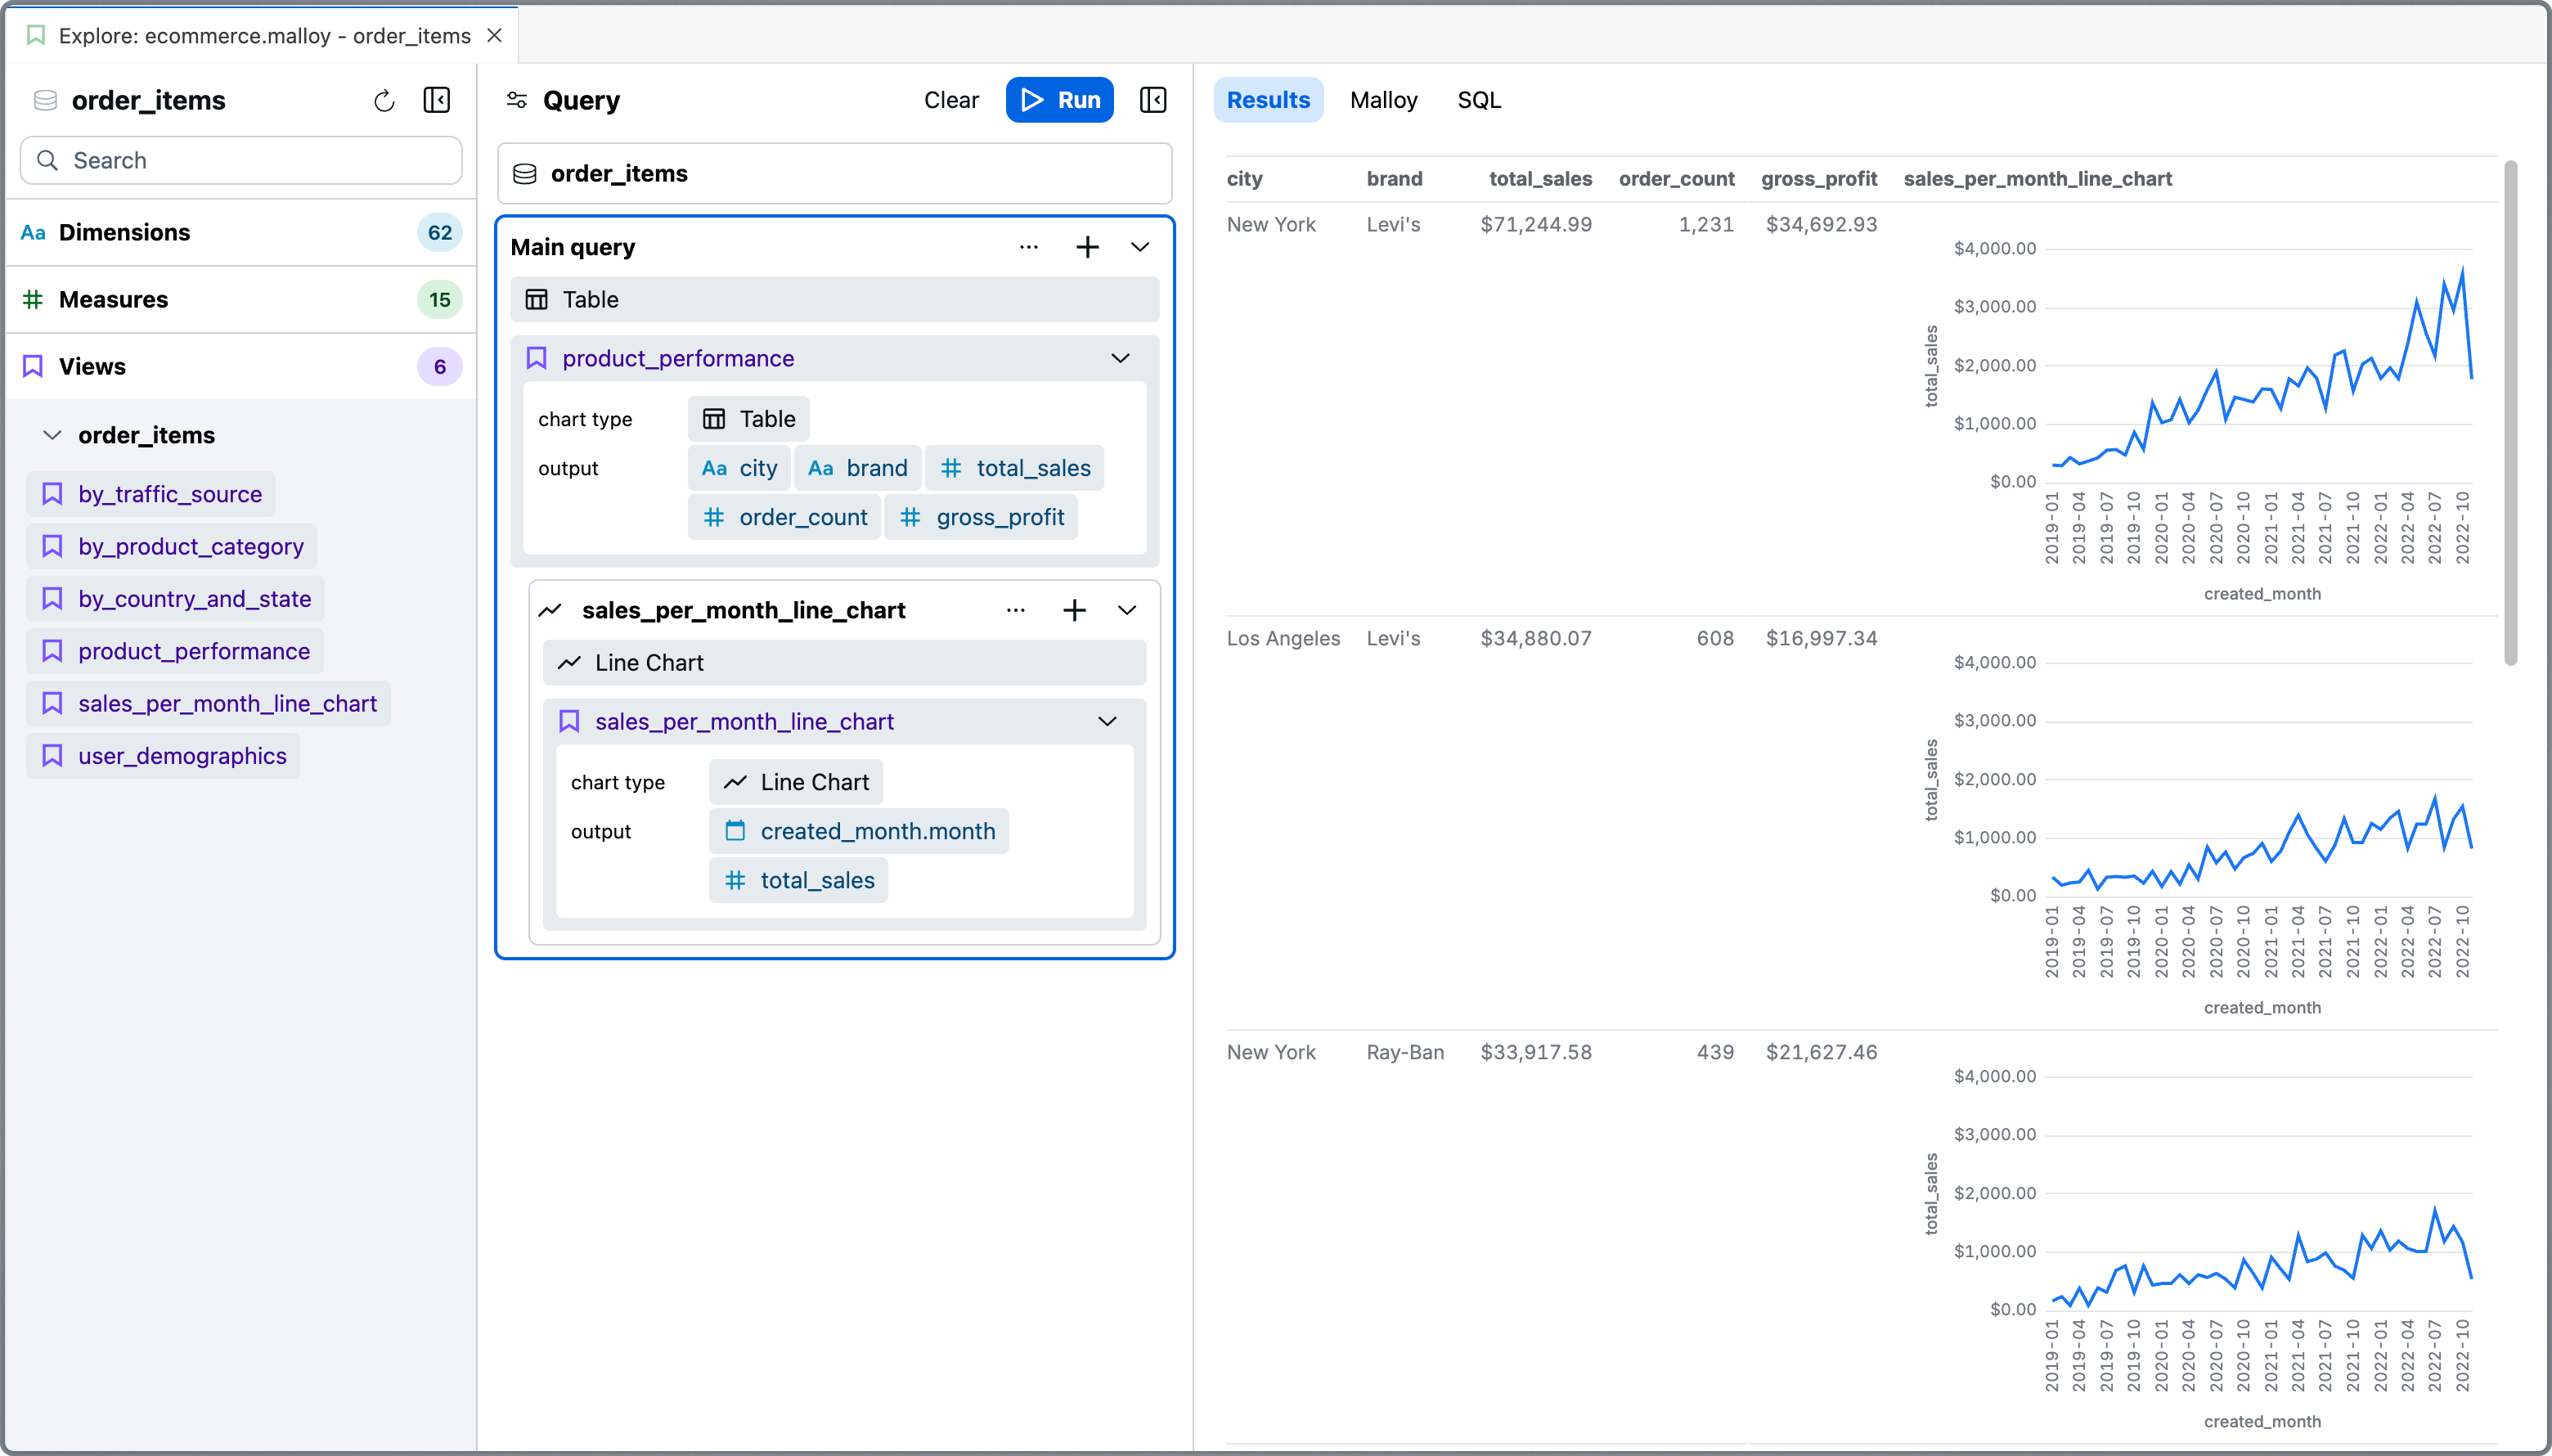 Explore: ecommerce.malloy - order_items
order_items
Search
Aa Dimensions 62
Measures 15
Views 6
order_items
by_traffic_source
by_product_category
by_country_and_state
product_performance
sales_per_month_line_chart
user_demographics
Query Clear Run
order_items
Main query
Table
product_performance
chart type Table
output Aa city Aa brand # total_sales
# order_count # gross_profit
sales_per_month_line_chart
Line Chart
sales_per_month_line_chart
chart type Line Chart
output created_month.month
# total_sales
Results Malloy SQL
city brand total_sales order_count gross_profit sales_per_month_line_chart
New York Levi's $71,244.99 1,231 $34,692.93
$4,000.00
$3,000.00
$2,000.00
$1,000.00
$0.00
total_sales
2019-01 2019-04 2019-07 2019-10 2020-01 2020-04 2020-07 2020-10 2021-01 2021-04 2021-07 2021-10 2022-01 2022-04 2022-07 2022-10
created_month
Los Angeles Levi's $34,880.07 608 $16,997.34
$4,000.00
$3,000.00
$2,000.00
$1,000.00
$0.00
total_sales
2019-01 2019-04 2019-07 2019-10 2020-01 2020-04 2020-07 2020-10 2021-01 2021-04 2021-07 2021-10 2022-01 2022-04 2022-07 2022-10
created_month
New York Ray-Ban $33,917.58 439 $21,627.46
$4,000.00
$3,000.00
$2,000.00
$1,000.00
$0.00
total_sales
2019-01 2019-04 2019-07 2019-10 2020-01 2020-04 2020-07 2020-10 2021-01 2021-04 2021-07 2021-10 2022-01 2022-04 2022-07 2022-10
created_month